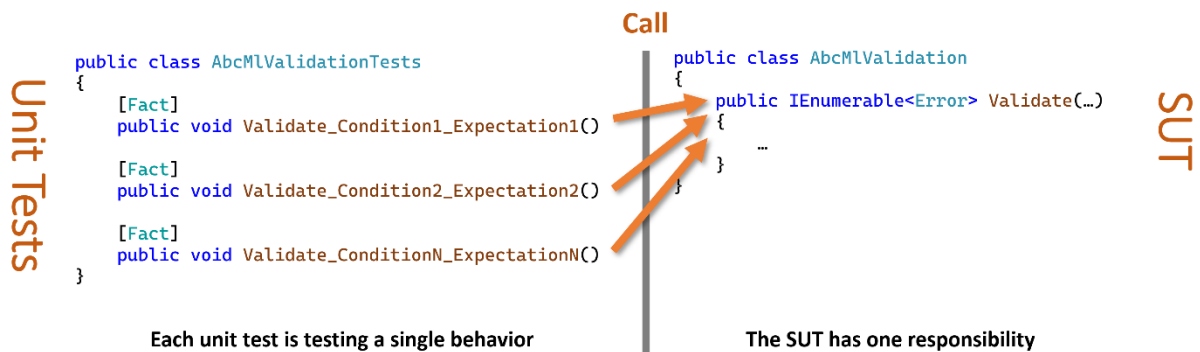 Call
Unit Tests
public class AbcMlValidationTests
{
[Fact]
public void Validate_Condition1_Expectation1()
[Fact]
public void Validate_Condition2_Expectation2()
[Fact]
public void Validate_ConditionN_ExpectationN()
}
Each unit test is testing a single behavior
public class AbcMlValidation
{
public IEnumerable<Error> Validate(…)
{
…
}
}
SUT
The SUT has one responsibility